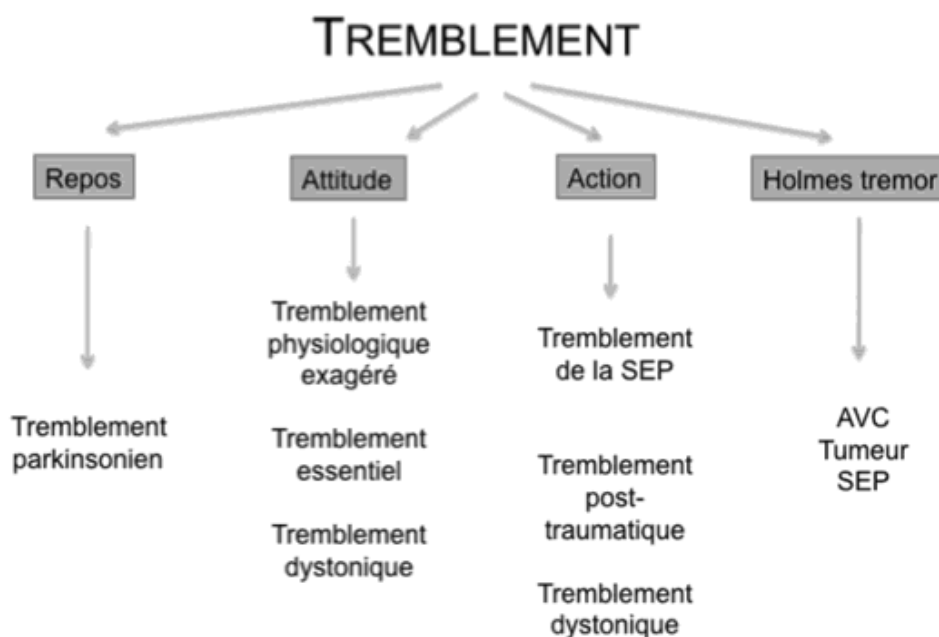 TREMBLEMENT
Repos
Attitude
Action
Holmes tremor
Tremblement
parkinsonien
Tremblement
physiologique
exagéré
Tremblement
essentiel
Tremblement
dystonique
Tremblement
de la SEP
Tremblement
post-
traumatique
Tremblement
dystonique
AVC
Tumeur
SEP